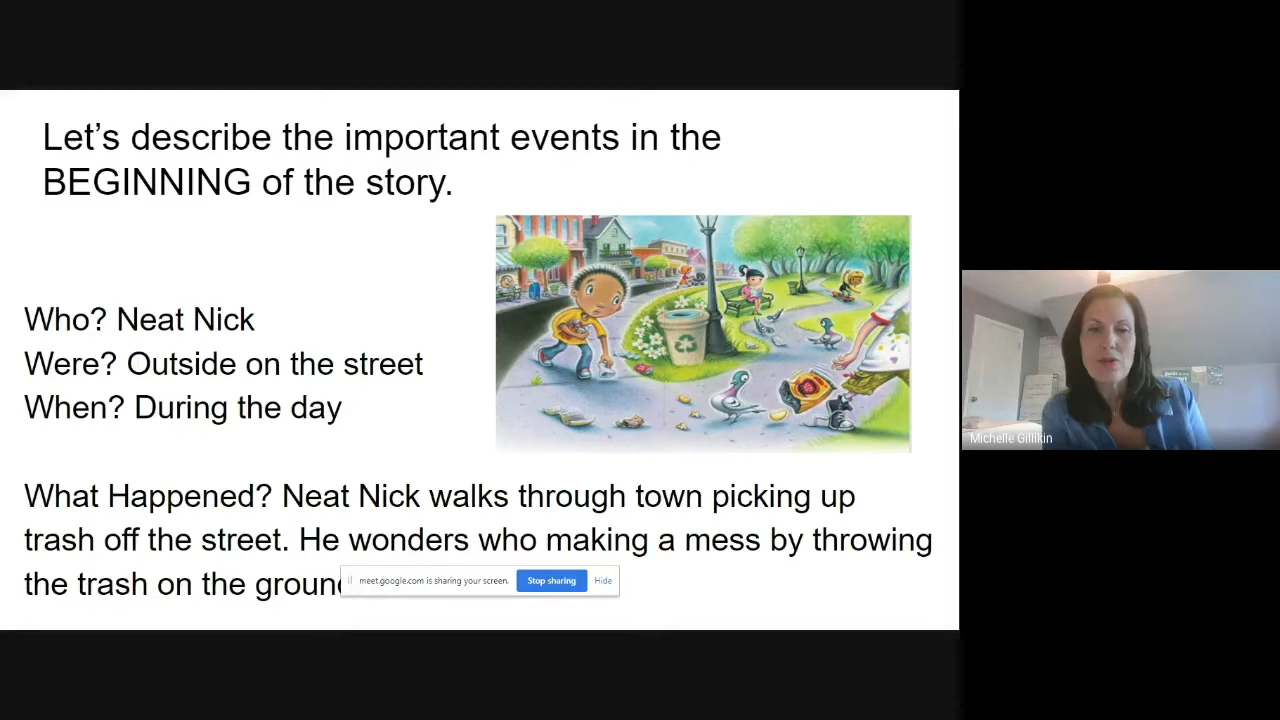 Let's describe the important events in the
BEGINNING of the story.
Who? Neat Nick
Were? Outside on the street
When? During the day
What Happened? Neat Nick walks through town picking up
trash off the street. He wonders who making a mess by throwing
the trash on the
meet.google.com is sharing your screen.
Stop sharing
Hide
Michelle Gillikin